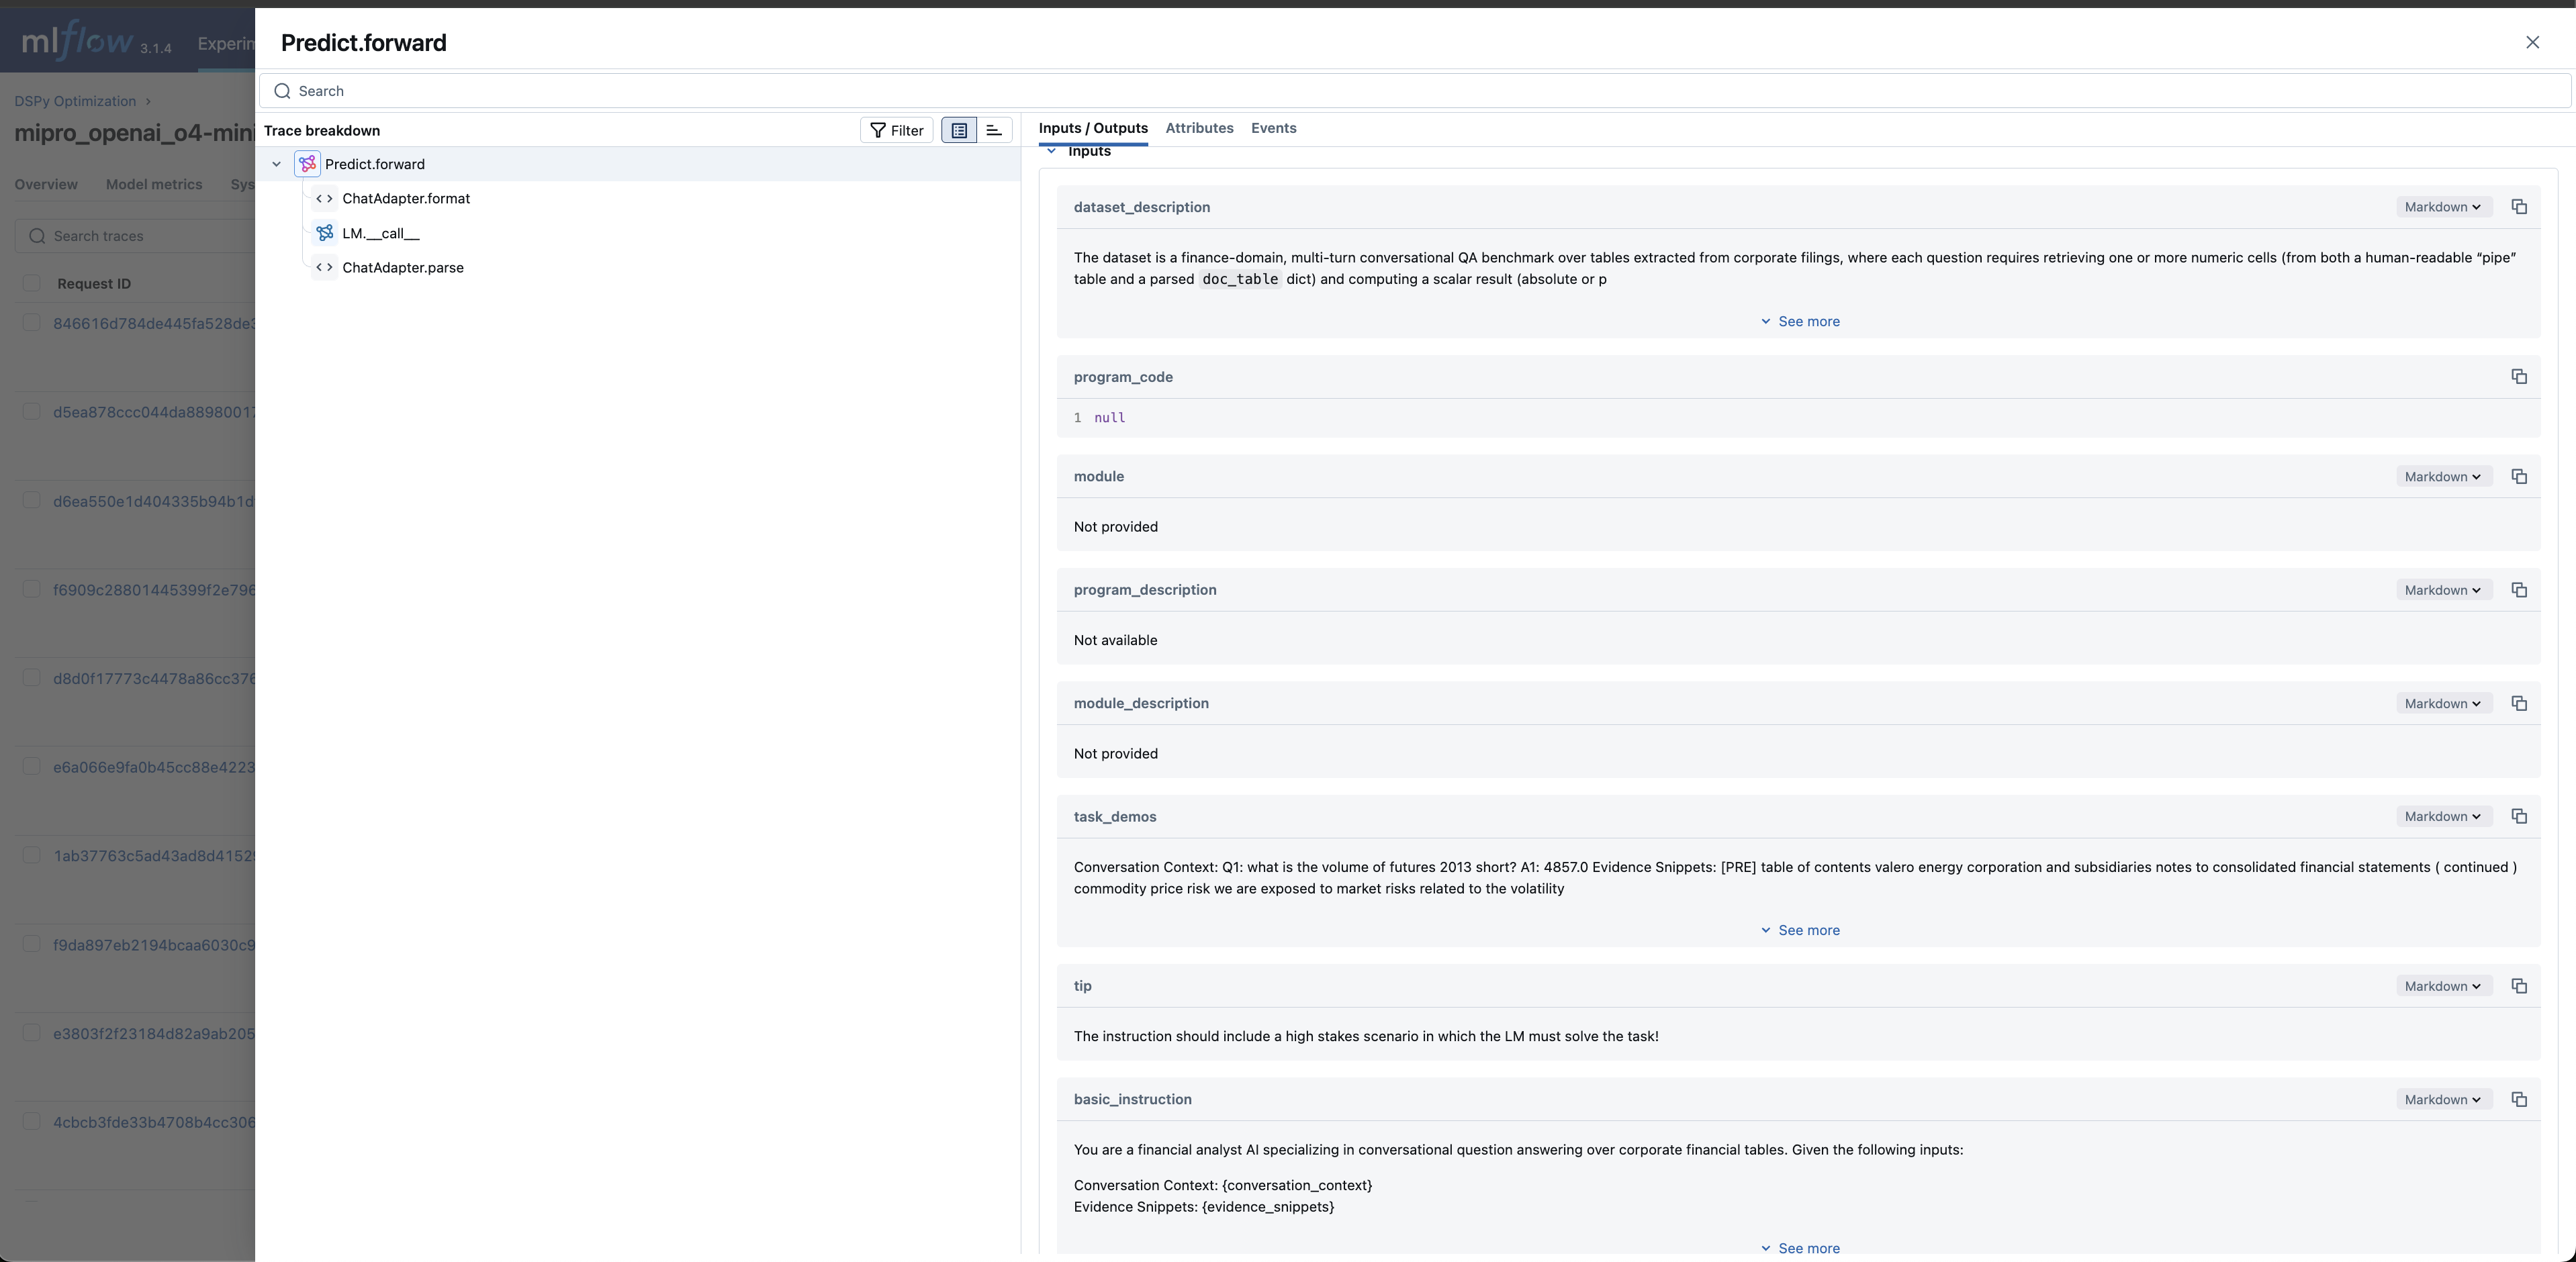 mlflow 3.1.4
Predict.forward
Search
DSPy Optimization
mipro_openai_o4-mini
Overview
Model metrics
Search traces
Request ID
846616d784de445fa528de
d5ea878ccc044da88980017
d6ea550e1d404335b94b1d
f6909c28801445399f2e796
d8d0f17773c4478a86cc376
e6a066e9fa0b45cc88e4223
1ab37763c5ad43ad8d4152
f9da897eb2194bcaa6030c9
e3803f2f23184d82a9ab205
4cbcb3fde33b4708b4cc306
Trace breakdown
Filter
Predict.forward
ChatAdapter.format
LM.__call__
ChatAdapter.parse
Inputs / Outputs
Attributes
Events
Inputs
dataset_description
Markdown
The dataset is a finance-domain, multi-turn conversational QA benchmark over tables extracted from corporate filings, where each question requires retrieving one or more numeric cells (from both a human-readable “pipe”
table and a parsed doc_table dict) and computing a scalar result (absolute or p
See more
program_code
1 null
module
Markdown
Not provided
program_description
Markdown
Not available
module_description
Markdown
Not provided
task_demos
Markdown
Conversation Context: Q1: what is the volume of futures 2013 short? A1: 4857.0 Evidence Snippets: [PRE] table of contents valero energy corporation and subsidiaries notes to consolidated financial statements ( continued )
commodity price risk we are exposed to market risks related to the volatility
See more
tip
Markdown
The instruction should include a high stakes scenario in which the LM must solve the task!
basic_instruction
Markdown
You are a financial analyst AI specializing in conversational question answering over corporate financial tables. Given the following inputs:
Conversation Context: {conversation_context}
Evidence Snippets: {evidence_snippets}
See more